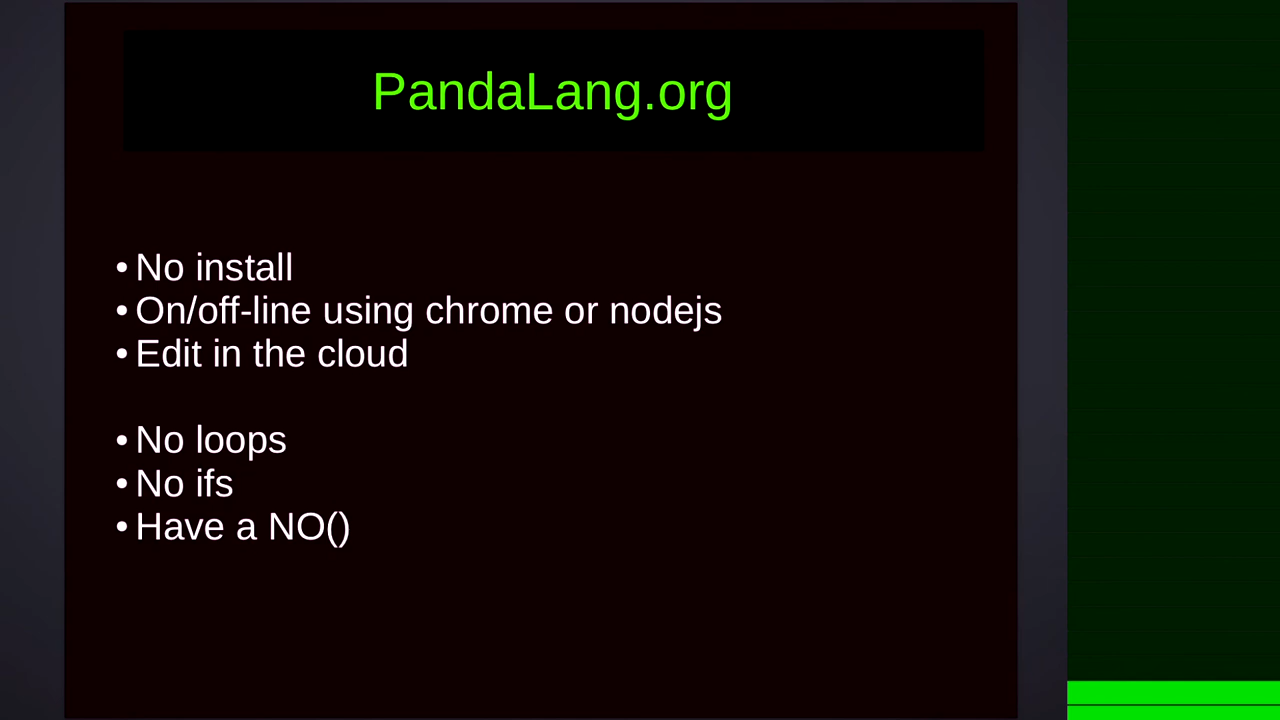 PandaLang.org
• No install
• On/off-line using chrome or nodejs
• Edit in the cloud
• No loops
• No ifs
• Have a NO()